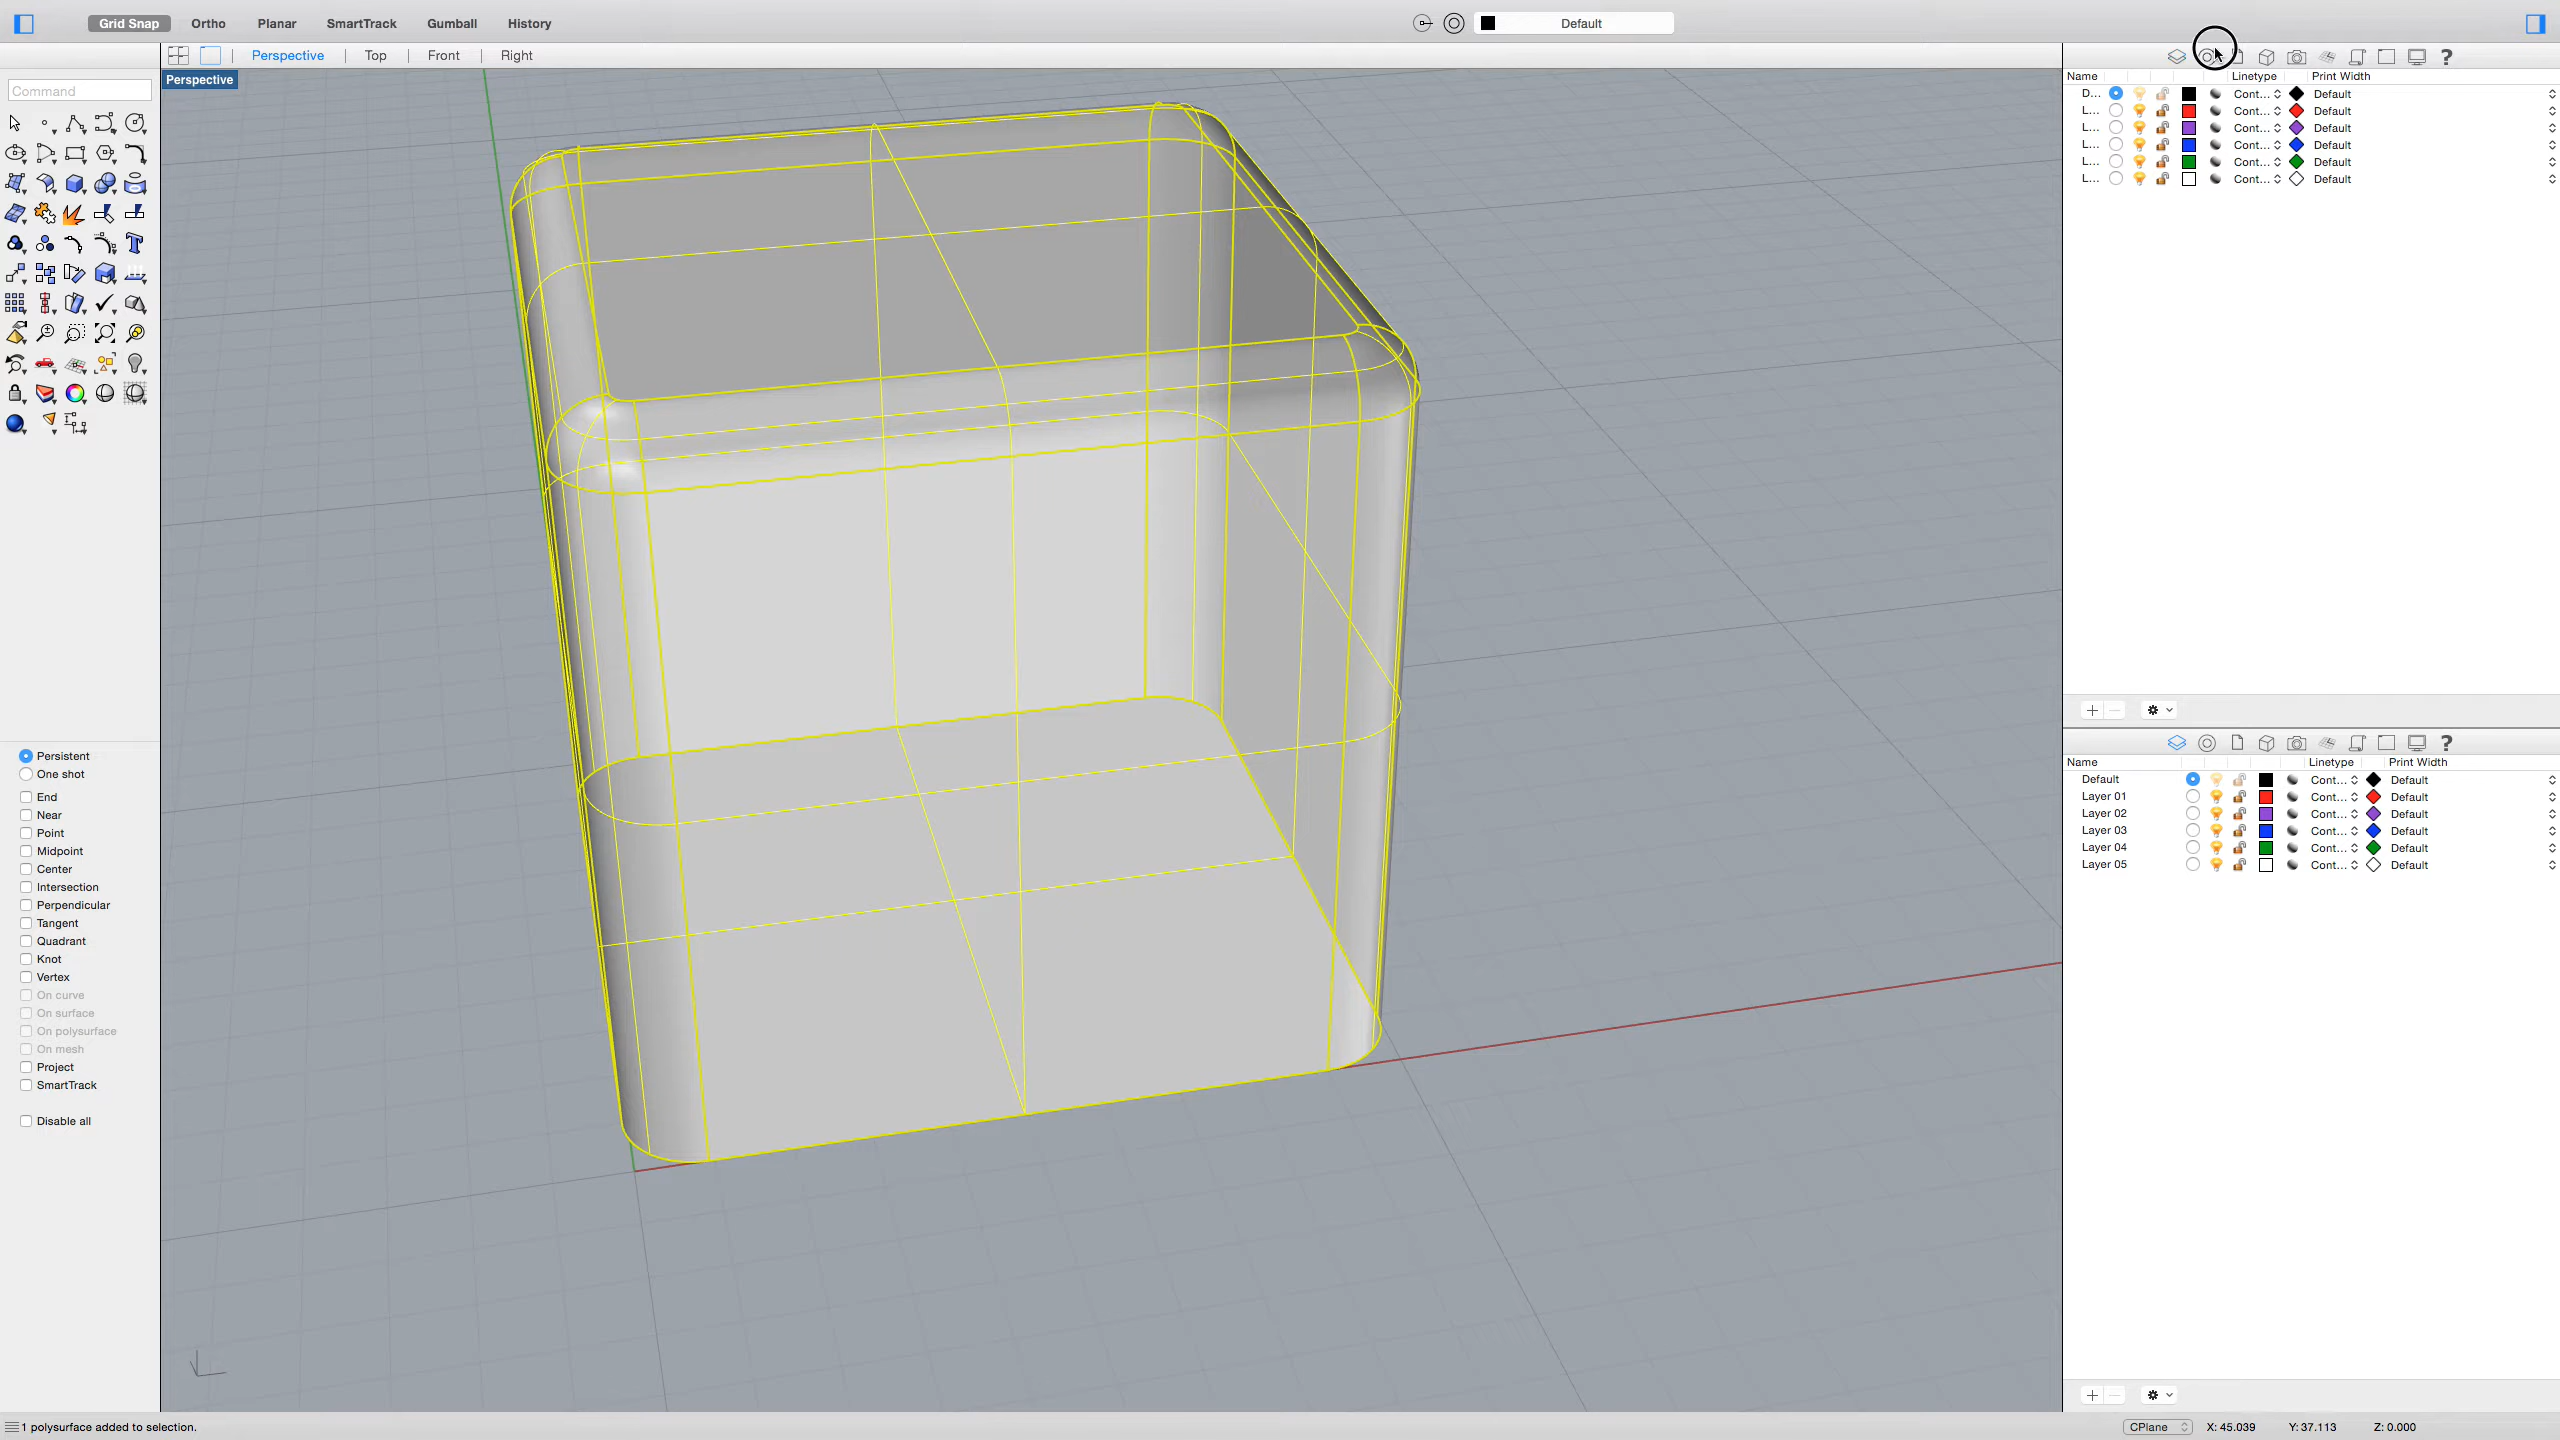 Grid Snap Ortho Planar SmartTrack Gumball History Default
Perspective Top Front Right
Perspective
Command
Name Linetype Print Width
D... Cont... Default
L... Cont... Default
L... Cont... Default
L... Cont... Default
L... Cont... Default
L... Cont... Default
Persistent
One shot
End
Near
Point
Midpoint
Center
Intersection
Perpendicular
Tangent
Quadrant
Knot
Vertex
On curve
On surface
On polysurface
On mesh
Project
SmartTrack
Disable all
Name Linetype Print Width
Default Cont... Default
Layer 01 Cont... Default
Layer 02 Cont... Default
Layer 03 Cont... Default
Layer 04 Cont... Default
Layer 05 Cont... Default
1 polysurface added to selection.
CPlane X: 45.039 Y: 37.113 Z: 0.000